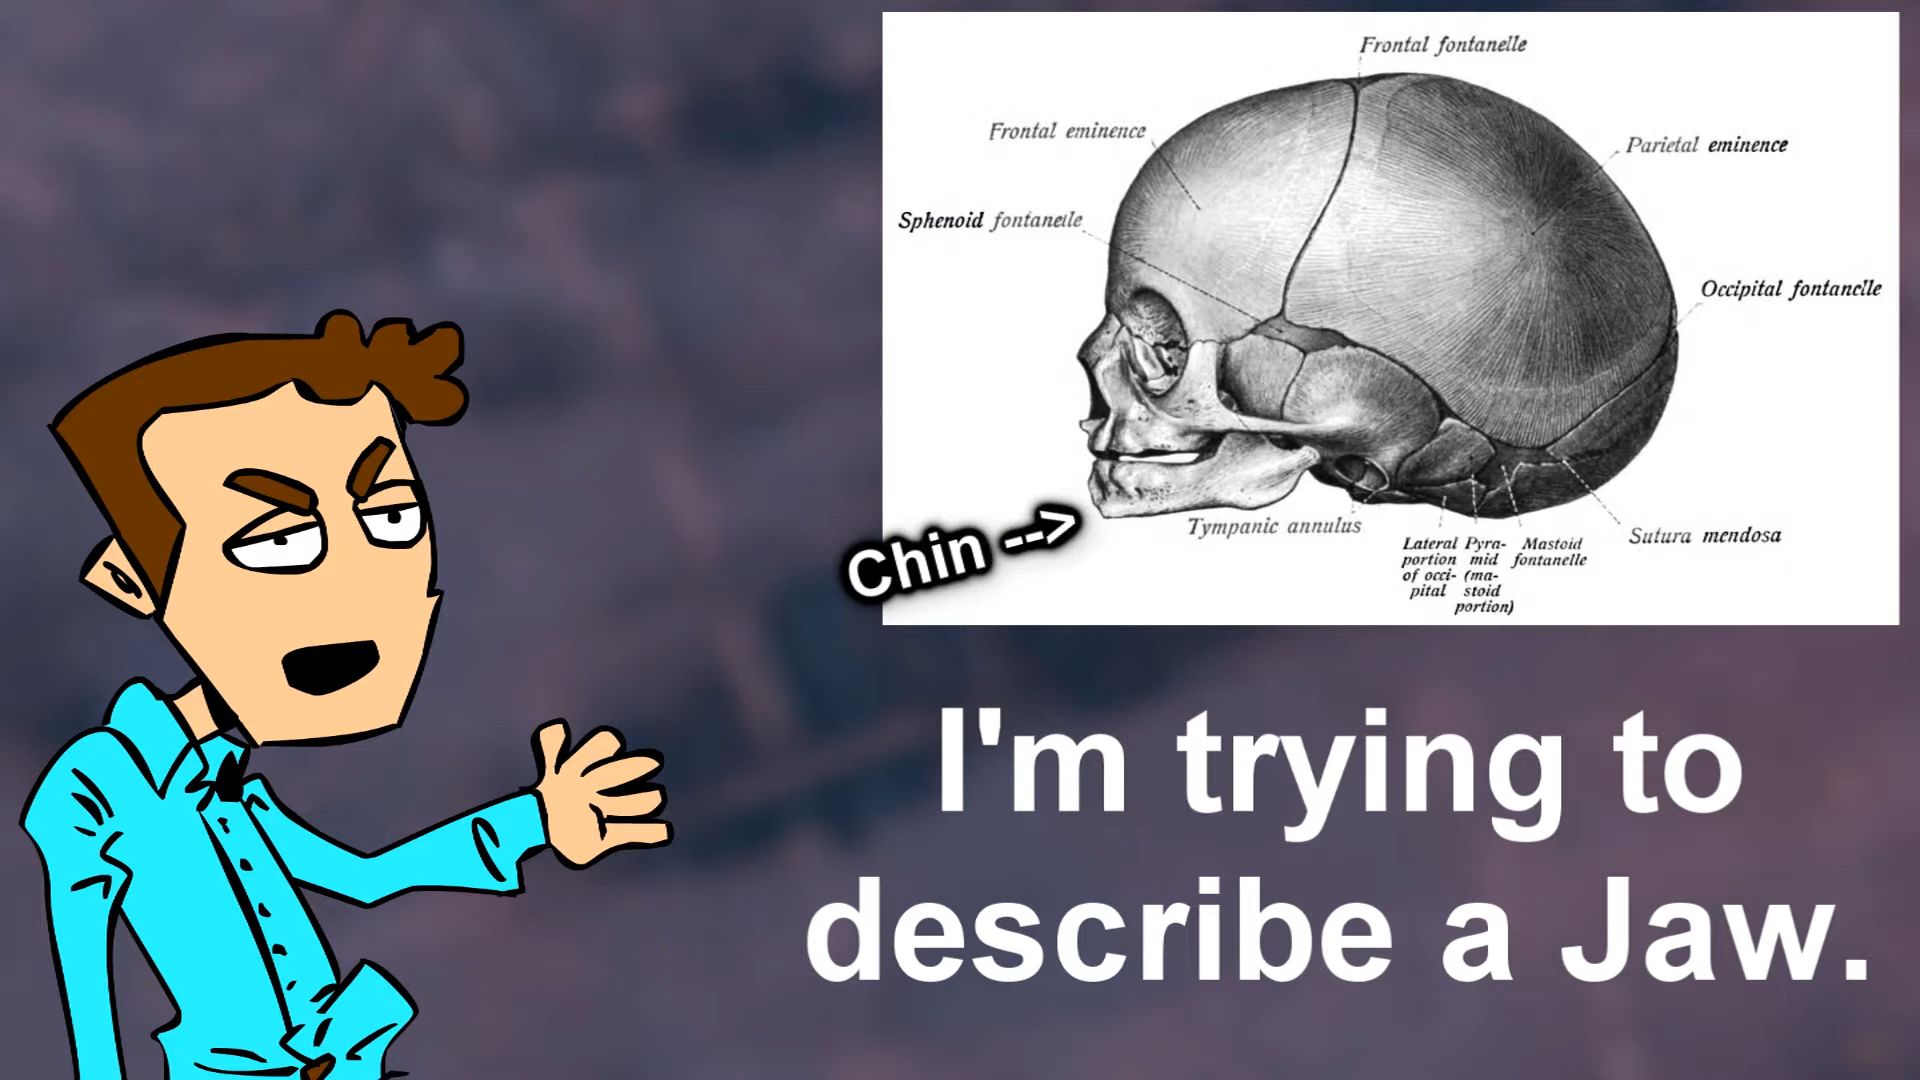 Frontal fontanelle
Frontal eminence
Parietal eminence
Sphenoid fontanelle
Occipital fontanelle
Chin -->
Tympanic annulus
Sutura mendosa
Lateral portion of occi- pital
Pyra- mid (ma- stoid portion)
Mastoid fontanelle
I'm trying to
describe a Jaw.